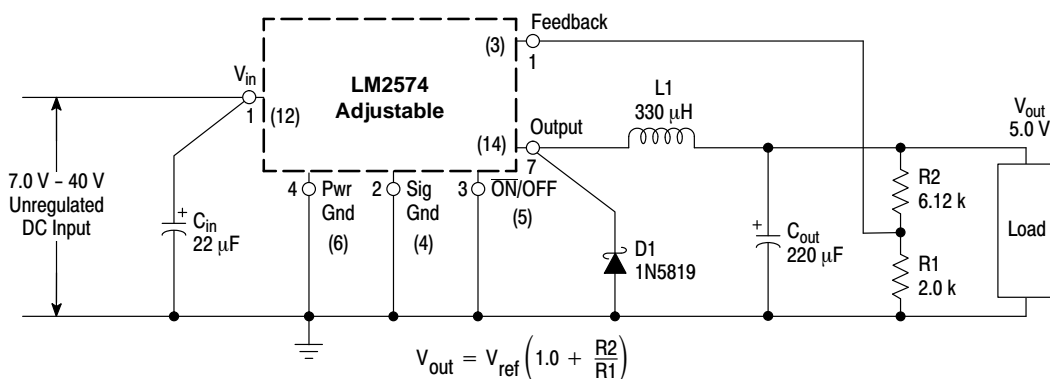 Feedback
(3)
1
V_in
LM2574
Adjustable
L1
330 μH
V_out
5.0 V
1
(12)
Output
(14)
7
7.0 V – 40 V
Unregulated
DC Input
4
Pwr
Gnd
(6)
2
Sig
Gnd
(4)
3
O̅N̅/OFF
(5)
R2
6.12 k
+
C_in
22 μF
D1
1N5819
+
C_out
220 μF
R1
2.0 k
Load
V_out = V_ref (1.0 + R2/R1)